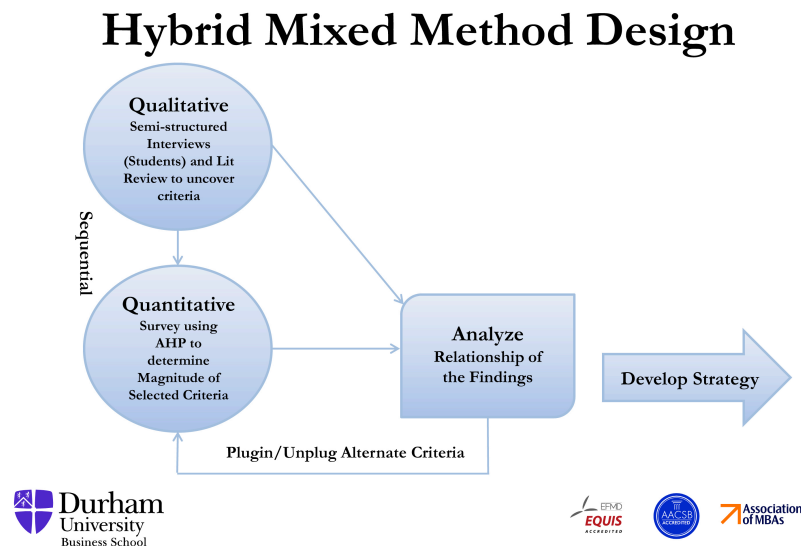 Hybrid Mixed Method Design
Qualitative
Semi-structured
Interviews
(Students) and Lit
Review to uncover
criteria
Sequential
Quantitative
Survey using
AHP to
determine
Magnitude of
Selected Criteria
Analyze
Relationship of
the Findings
Develop Strategy
Plugin/Unplug Alternate Criteria
Durham
University
Business School
EFMD
EQUIS
ACCREDITED
AACSB
ACCREDITED
Association
of MBAs